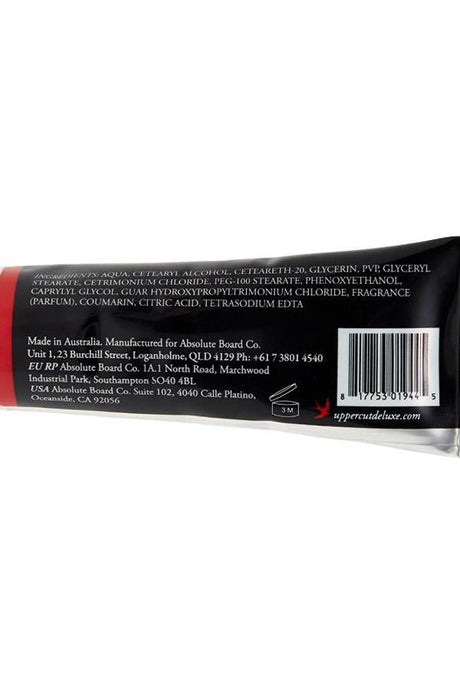 INGREDIENTS: AQUA, CETEARYL ALCOHOL, CETEARETH-20, GLYCERIN, PVP, GLYCERYL
STEARATE, CETRIMONIUM CHLORIDE, PEG-100 STEARATE, PHENOXYETHANOL,
CAPRYLYL GLYCOL, GUAR HYDROXYPROPYLTRIMONIUM CHLORIDE, FRAGRANCE
(PARFUM), COUMARIN, CITRIC ACID, TETRASODIUM EDTA
Made in Australia. Manufactured for Absolute Board Co.
Unit 1, 23 Burchill Street, Loganholme, QLD 4129 Ph: +61 7 3801 4540
EU RP Absolute Board Co. 1A.1 North Road, Marchwood
Industrial Park, Southampton SO40 4BL
USA Absolute Board Co. Suite 102, 4040 Calle Platino,
Oceanside, CA 92056
3 M
8 17753 01944 5
uppercutdeluxe.com